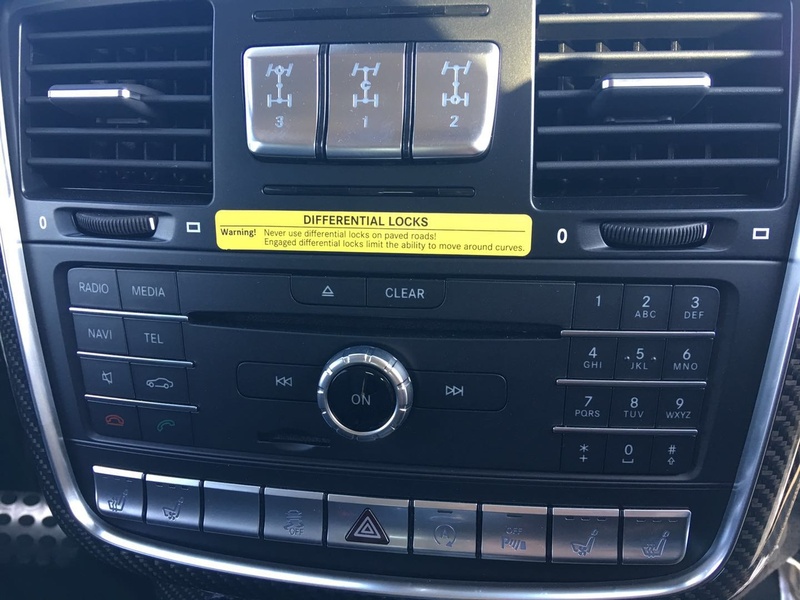 3 1 2
DIFFERENTIAL LOCKS
Warning! Never use differential locks on paved roads!
Engaged differential locks limit the ability to move around curves.
0 0
RADIO MEDIA CLEAR 1 2 ABC 3 DEF
NAVI TEL 4 GHI 5 JKL 6 MNO
ON
7 PQRS 8 TUV 9 WXYZ
* + 0 #
OFF OFF